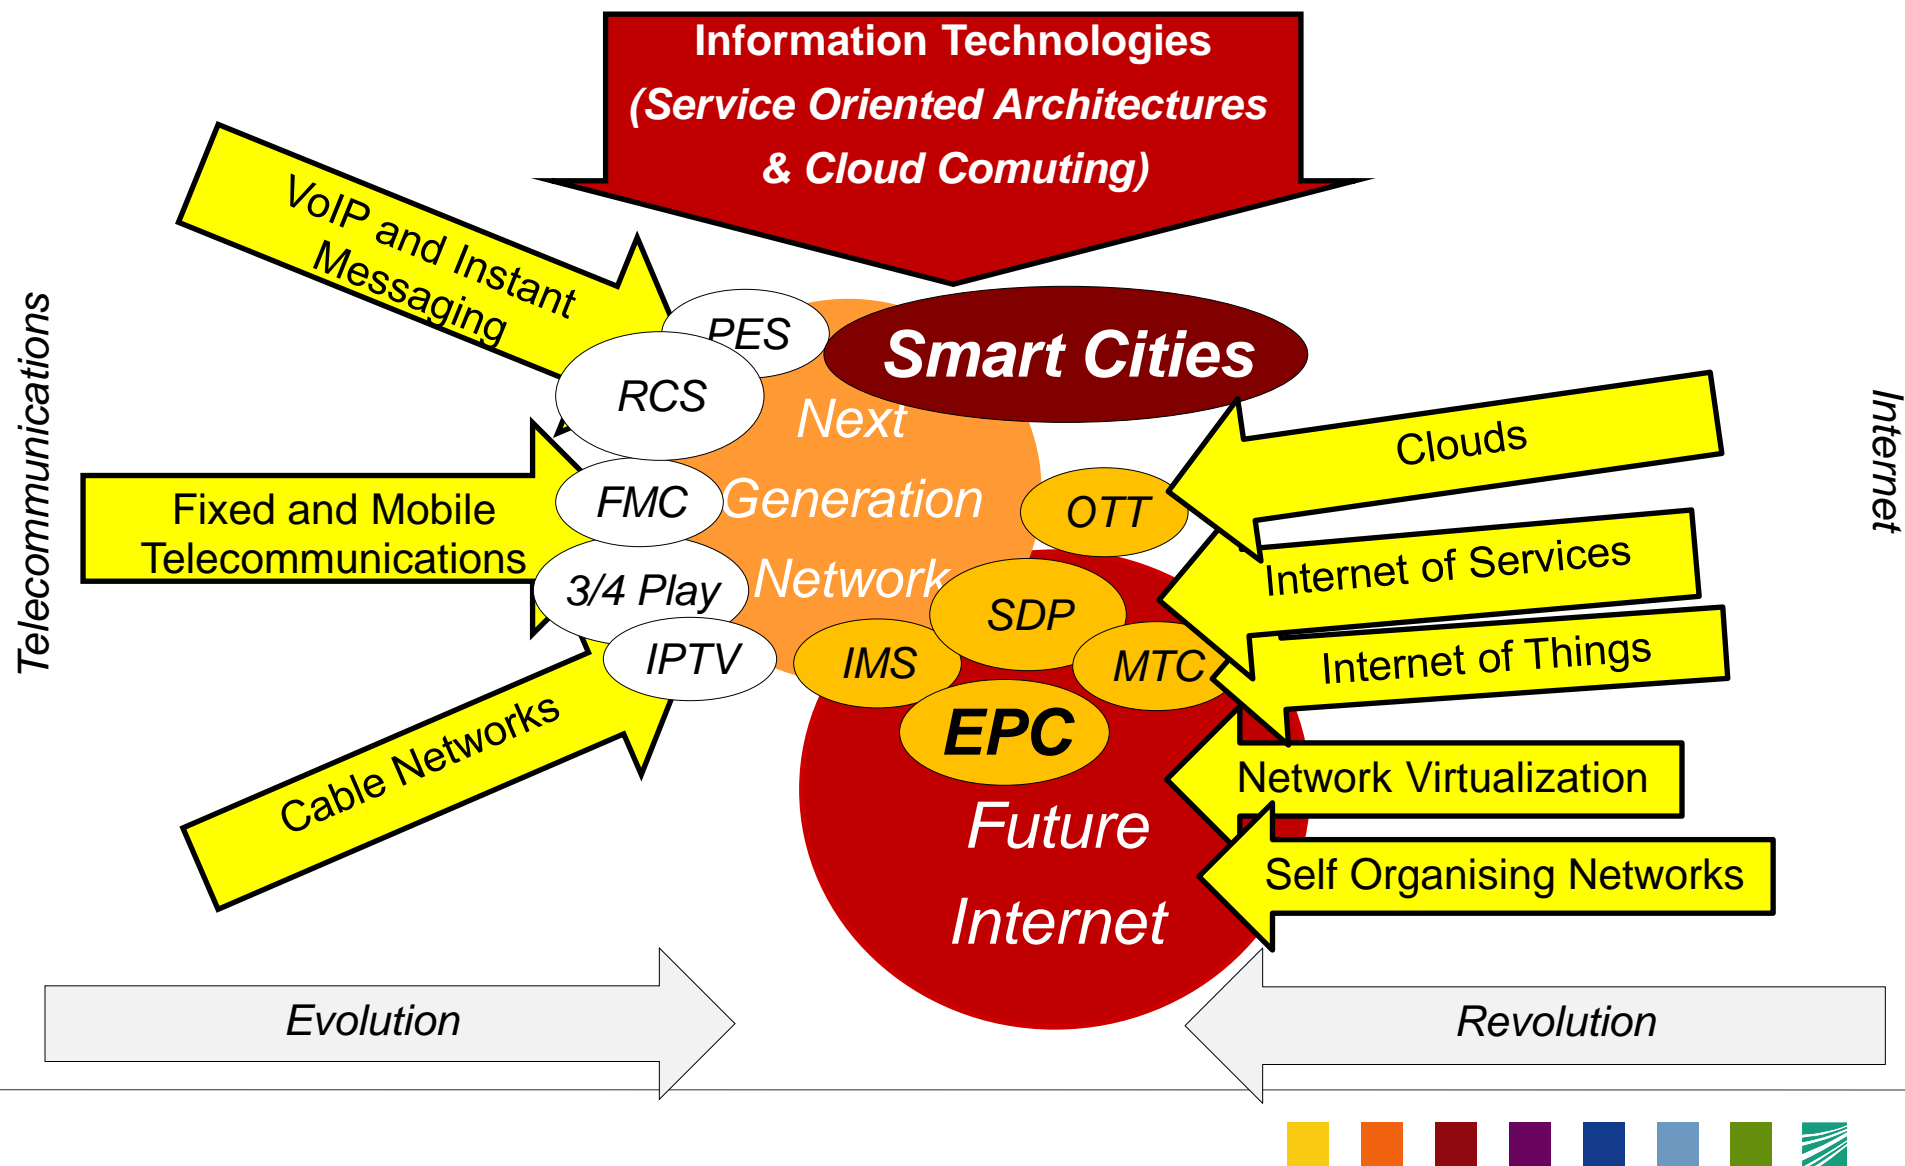 Information Technologies
(Service Oriented Architectures
& Cloud Comuting)
Telecommunications
VoIP and Instant
Messaging
Fixed and Mobile
Telecommunications
Cable Networks
PES
RCS
FMC
3/4 Play
IPTV
Smart Cities
Next
Generation
Network
OTT
SDP
IMS
MTC
EPC
Future
Internet
Clouds
Internet of Services
Internet of Things
Network Virtualization
Self Organising Networks
Internet
Evolution
Revolution